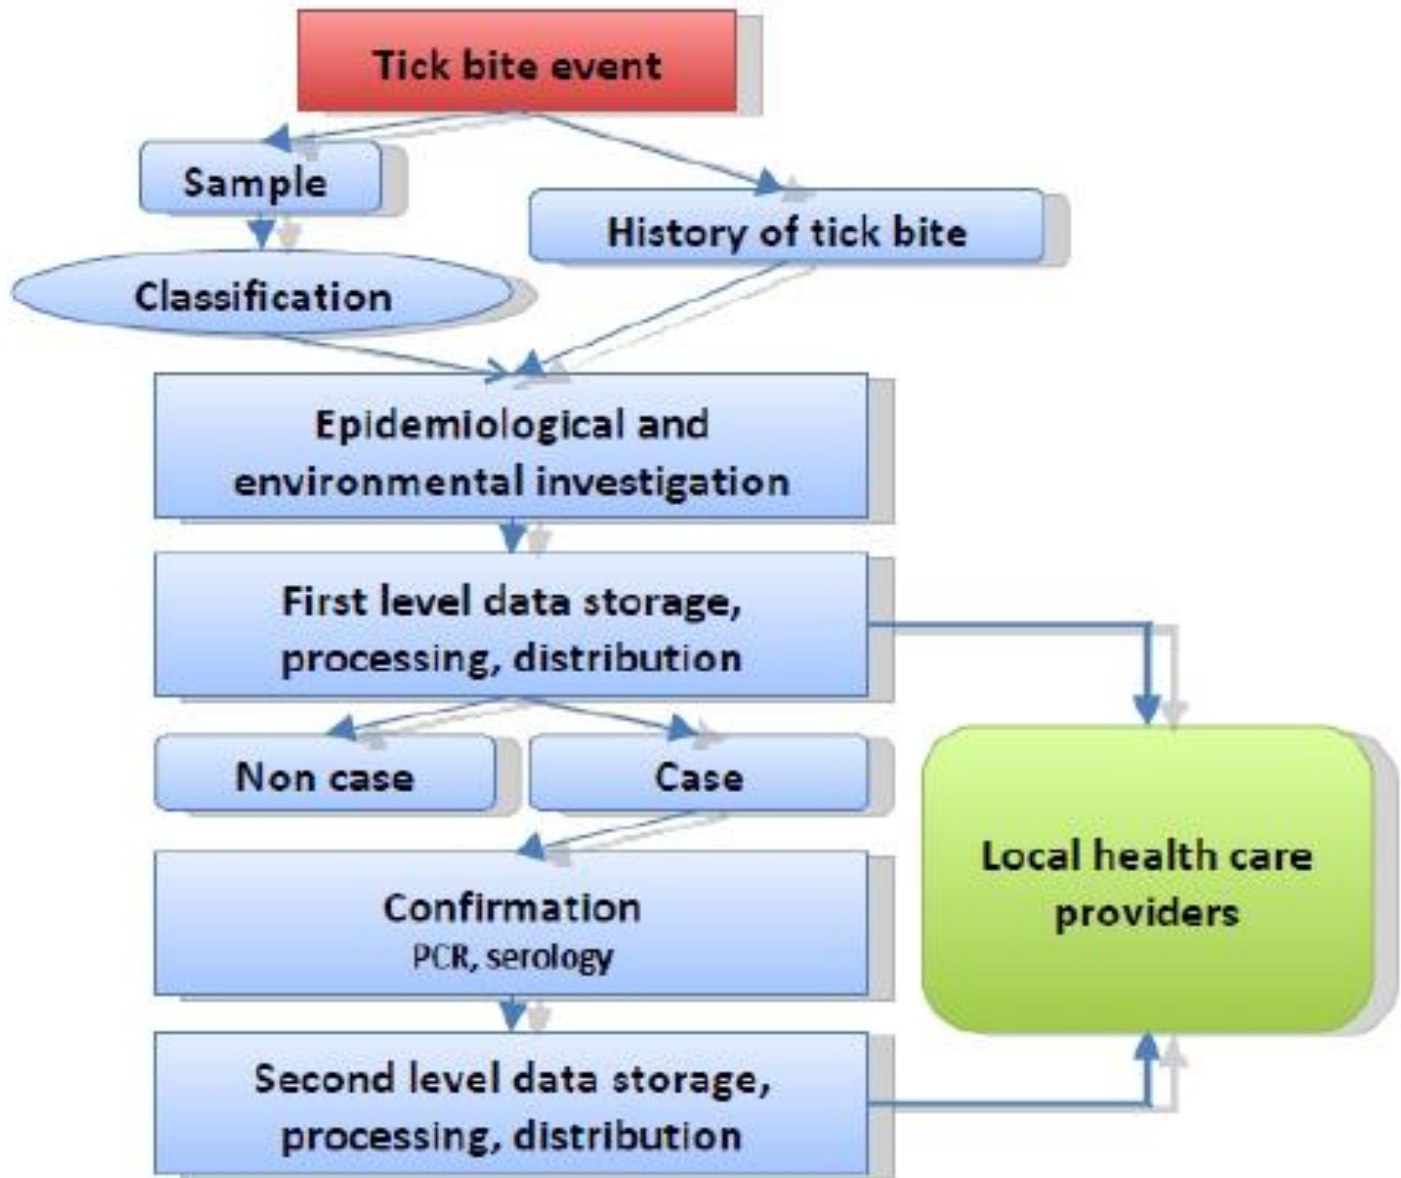 Tick bite event
Sample
History of tick bite
Classification
Epidemiological and
environmental investigation
First level data storage,
processing, distribution
Non case
Case
Local health care
providers
Confirmation
PCR, serology
Second level data storage,
processing, distribution